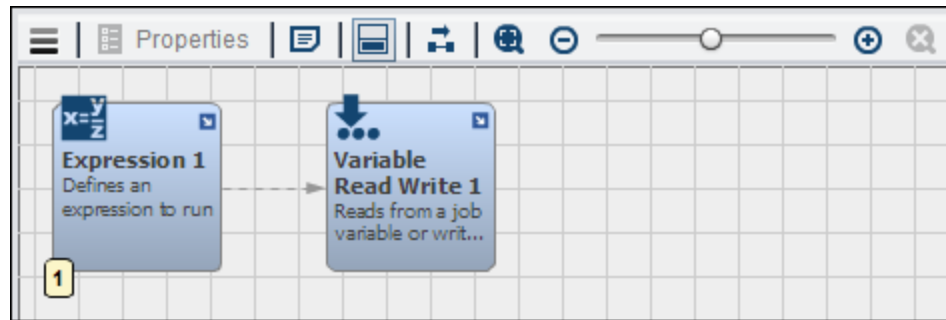 Properties
x=y/z
Expression 1
Defines an
expression to run
1
Variable
Read Write 1
Reads from a job
variable or writ...